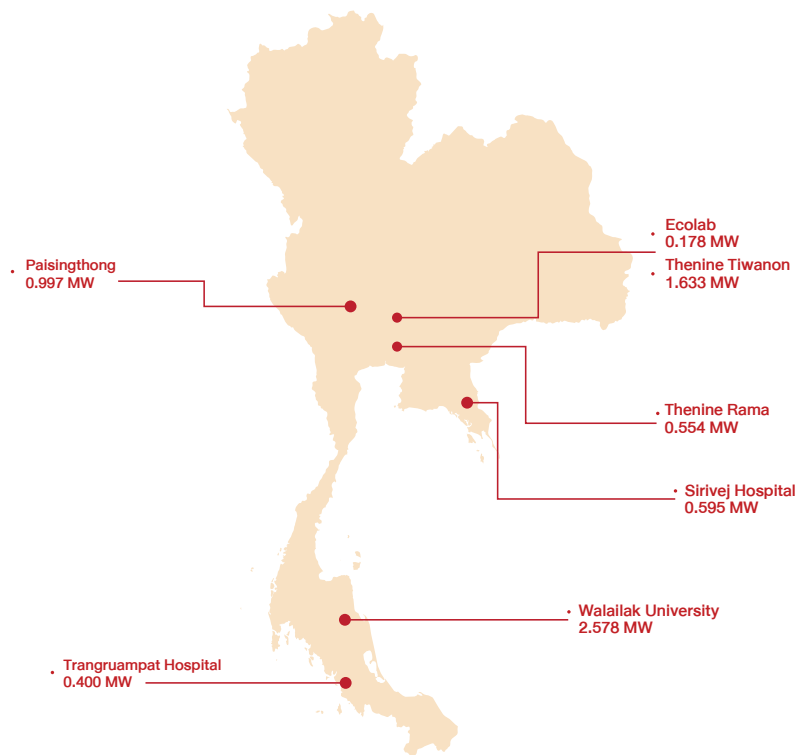 Ecolab
0.178 MW
Thenine Tiwanon
1.633 MW
Paisingthong
0.997 MW
Thenine Rama
0.554 MW
Sirivej Hospital
0.595 MW
Walailak University
2.578 MW
Trangruampat Hospital
0.400 MW